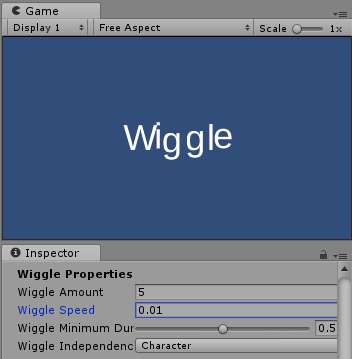 Game
Display 1 Free Aspect Scale 1x
Wiggle
Inspector
Wiggle Properties
Wiggle Amount 5
Wiggle Speed 0.01
Wiggle Minimum Dur 0.5
Wiggle Independenc Character